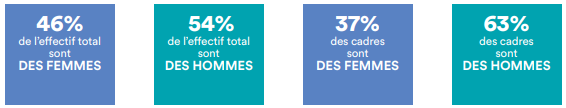 46%
de l'effectif total
sont
DES FEMMES
54%
de l'effectif total
sont
DES HOMMES
37%
des cadres
sont
DES FEMMES
63%
des cadres
sont
DES HOMMES